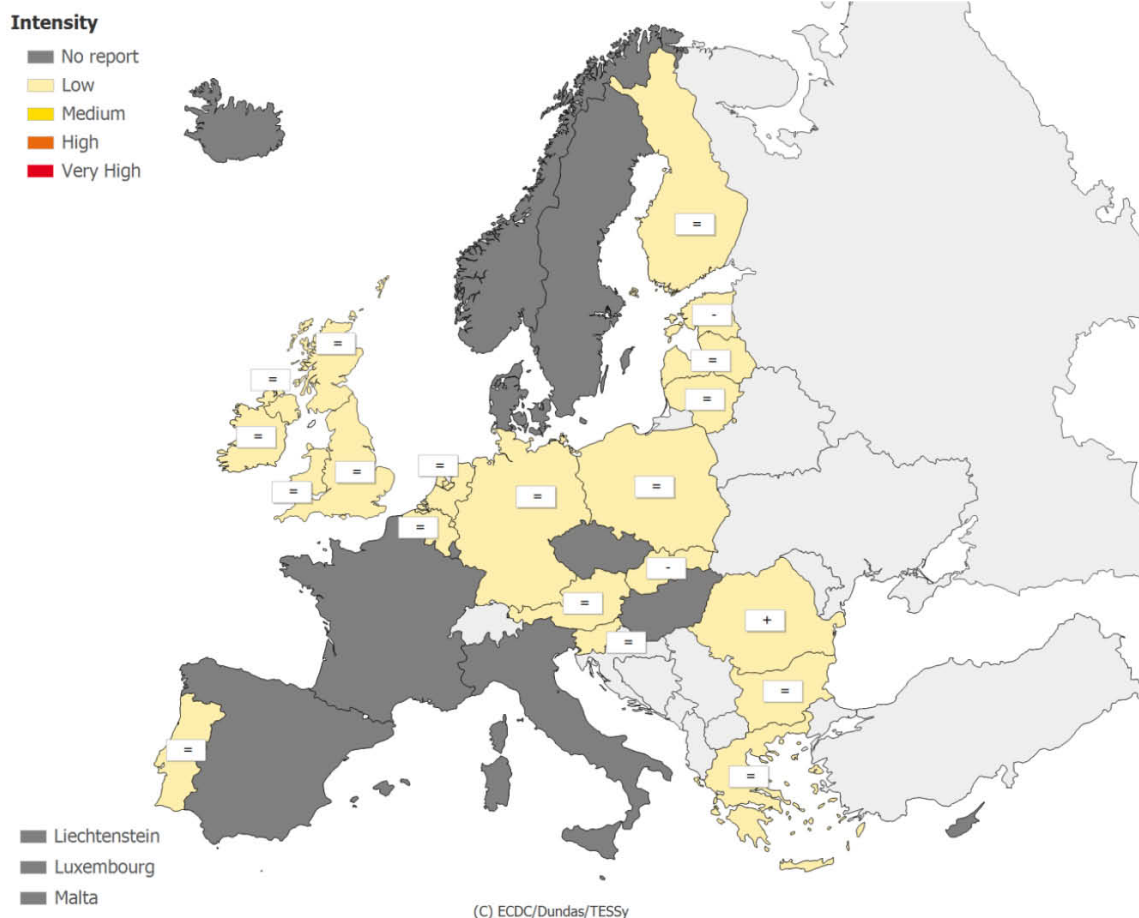 Intensity
No report
Low
Medium
High
Very High
=
-
=
=
=
=
=
=
=
=
=
=
=
-
=
=
+
=
=
=
Liechtenstein
Luxembourg
Malta
(C) ECDC/Dundas/TESSy